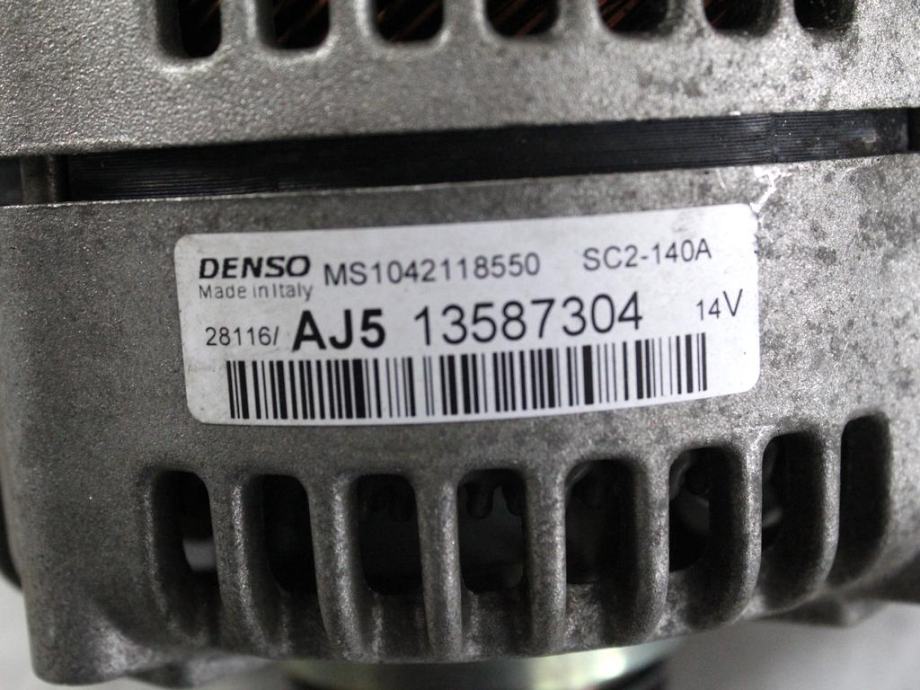 DENSO MS1042118550 SC2-140A
Made in Italy
28116/ AJ5 13587304 14V